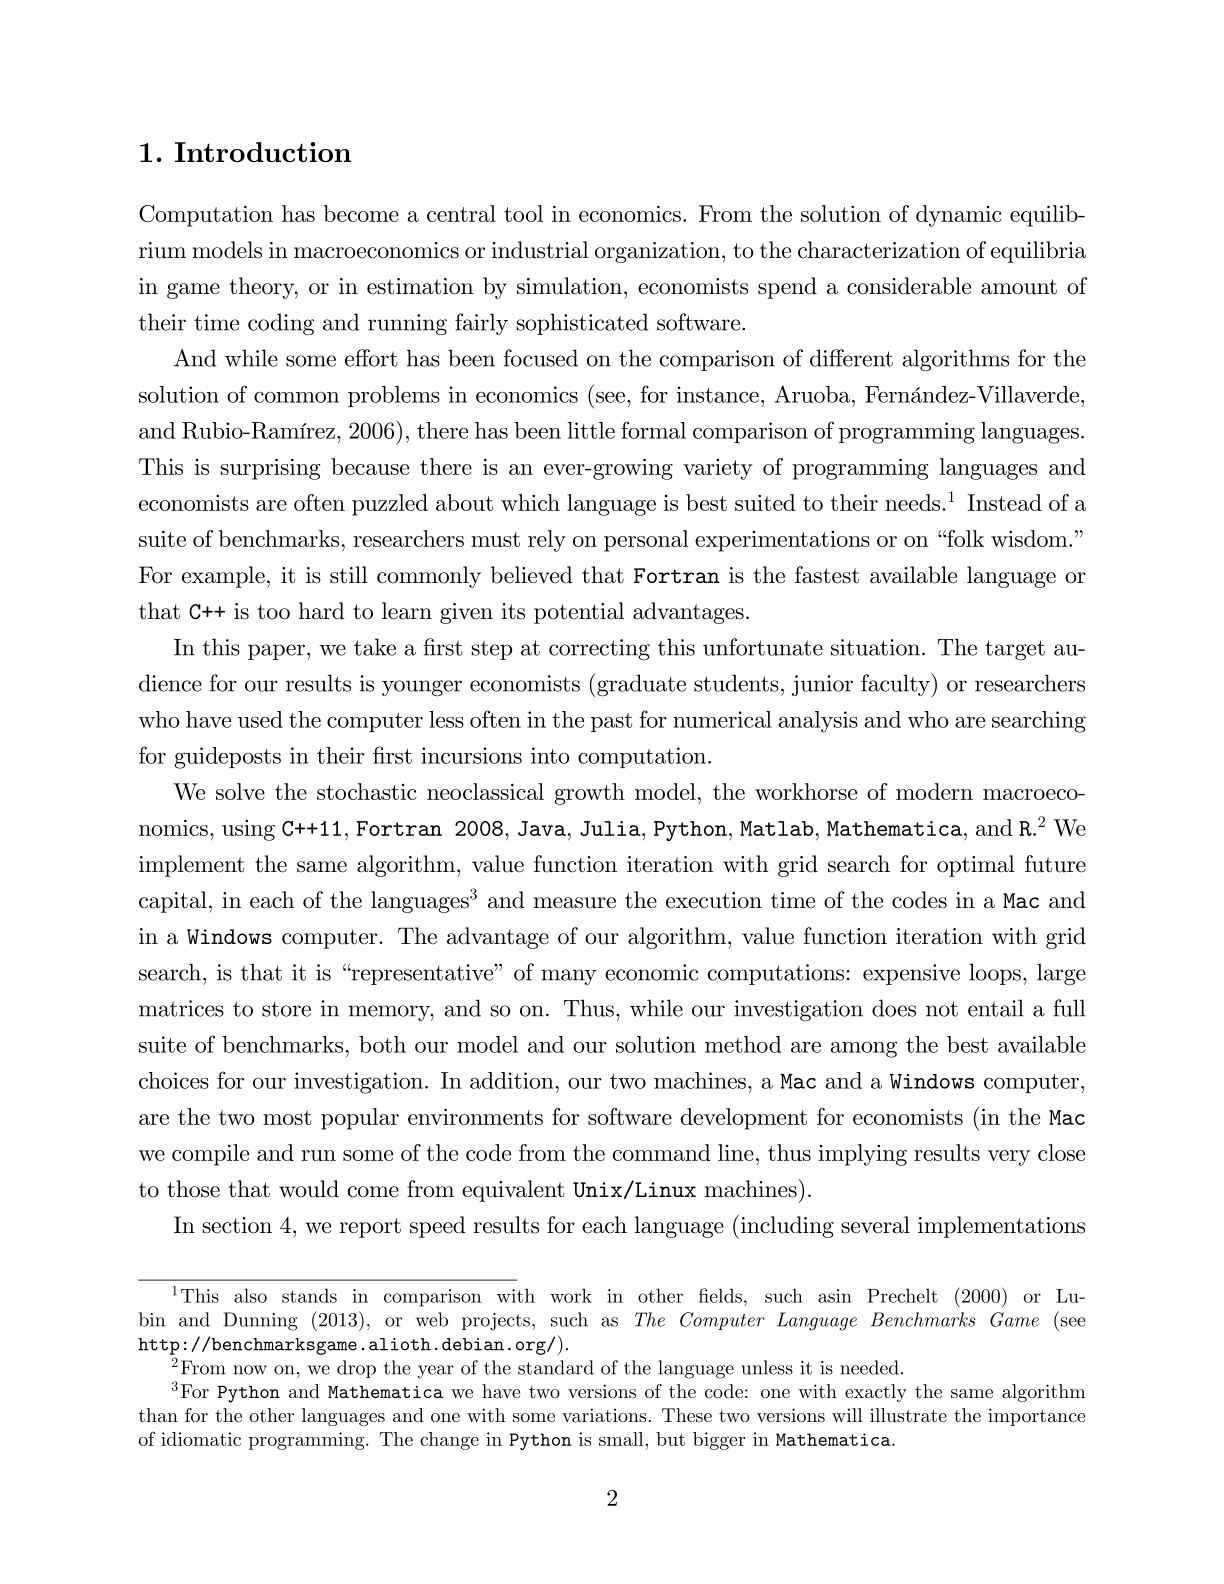 1. Introduction
Computation has become a central tool in economics. From the solution of dynamic equilib-
rium models in macroeconomics or industrial organization, to the characterization of equilibria
in game theory, or in estimation by simulation, economists spend a considerable amount of
their time coding and running fairly sophisticated software.
And while some effort has been focused on the comparison of different algorithms for the
solution of common problems in economics (see, for instance, Aruoba, Fernández-Villaverde,
and Rubio-Ramírez, 2006), there has been little formal comparison of programming languages.
This is surprising because there is an ever-growing variety of programming languages and
economists are often puzzled about which language is best suited to their needs.¹ Instead of a
suite of benchmarks, researchers must rely on personal experimentations or on “folk wisdom.”
For example, it is still commonly believed that Fortran is the fastest available language or
that C++ is too hard to learn given its potential advantages.
In this paper, we take a first step at correcting this unfortunate situation. The target au-
dience for our results is younger economists (graduate students, junior faculty) or researchers
who have used the computer less often in the past for numerical analysis and who are searching
for guideposts in their first incursions into computation.
We solve the stochastic neoclassical growth model, the workhorse of modern macroeco-
nomics, using C++11, Fortran 2008, Java, Julia, Python, Matlab, Mathematica, and R.² We
implement the same algorithm, value function iteration with grid search for optimal future
capital, in each of the languages³ and measure the execution time of the codes in a Mac and
in a Windows computer. The advantage of our algorithm, value function iteration with grid
search, is that it is “representative” of many economic computations: expensive loops, large
matrices to store in memory, and so on. Thus, while our investigation does not entail a full
suite of benchmarks, both our model and our solution method are among the best available
choices for our investigation. In addition, our two machines, a Mac and a Windows computer,
are the two most popular environments for software development for economists (in the Mac
we compile and run some of the code from the command line, thus implying results very close
to those that would come from equivalent Unix/Linux machines).
In section 4, we report speed results for each language (including several implementations
¹This also stands in comparison with work in other fields, such asin Prechelt (2000) or Lu-
bin and Dunning (2013), or web projects, such as The Computer Language Benchmarks Game (see
http://benchmarksgame.alioth.debian.org/).
²From now on, we drop the year of the standard of the language unless it is needed.
³For Python and Mathematica we have two versions of the code: one with exactly the same algorithm
than for the other languages and one with some variations. These two versions will illustrate the importance
of idiomatic programming. The change in Python is small, but bigger in Mathematica.
2